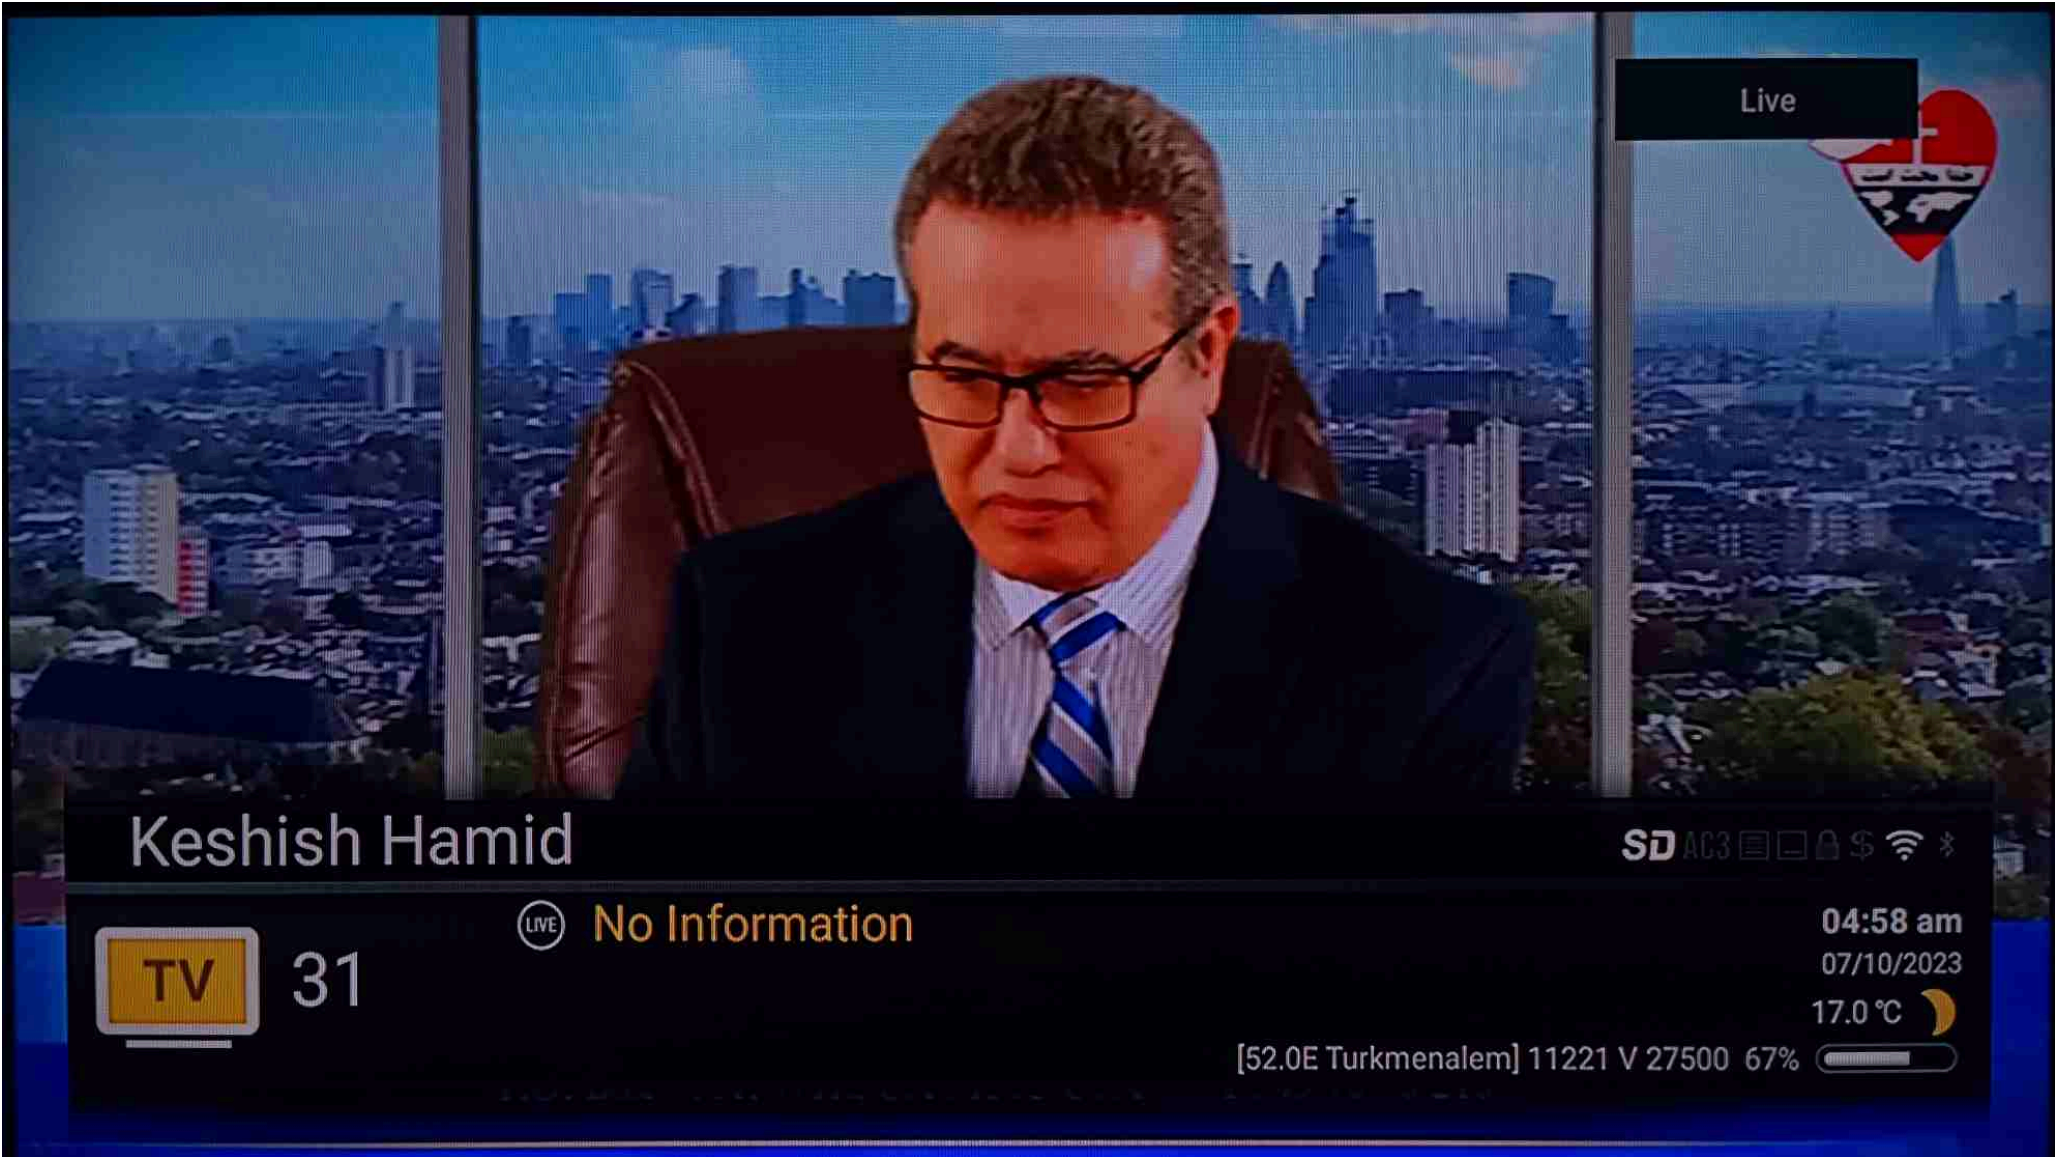 Live
Keshish Hamid
SD AC3 $
LIVE No Information
TV 31
04:58 am
07/10/2023
17.0 °C
[52.0E Turkmenalem] 11221 V 27500 67%